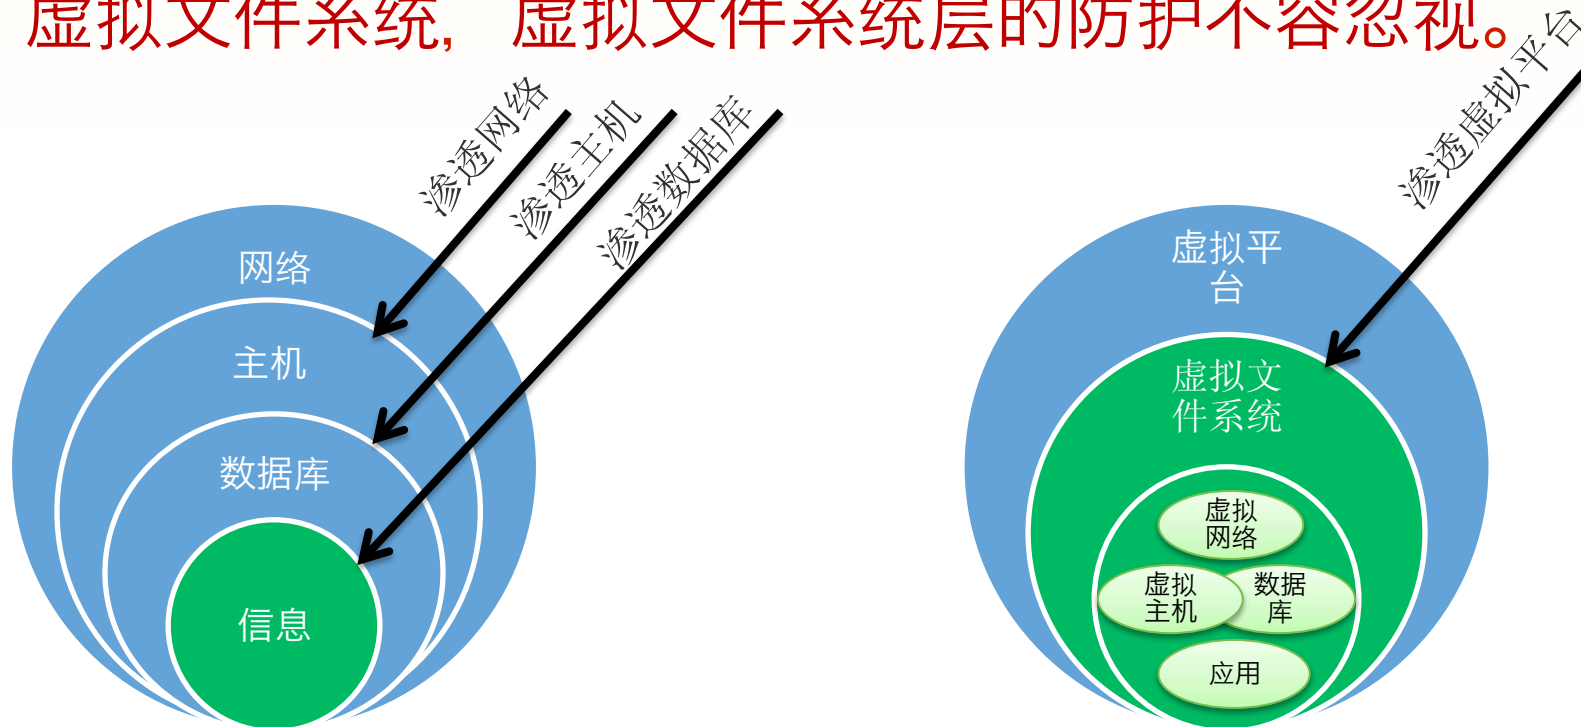 虚拟文件系统， 虚拟文件系统层的防护不容忽视。
渗透网络
渗透主机
渗透数据库
网络
主机
数据库
信息
渗透虚拟平台
虚拟平
台
虚拟文
件系统
虚拟
网络
虚拟
主机
数据
库
应用